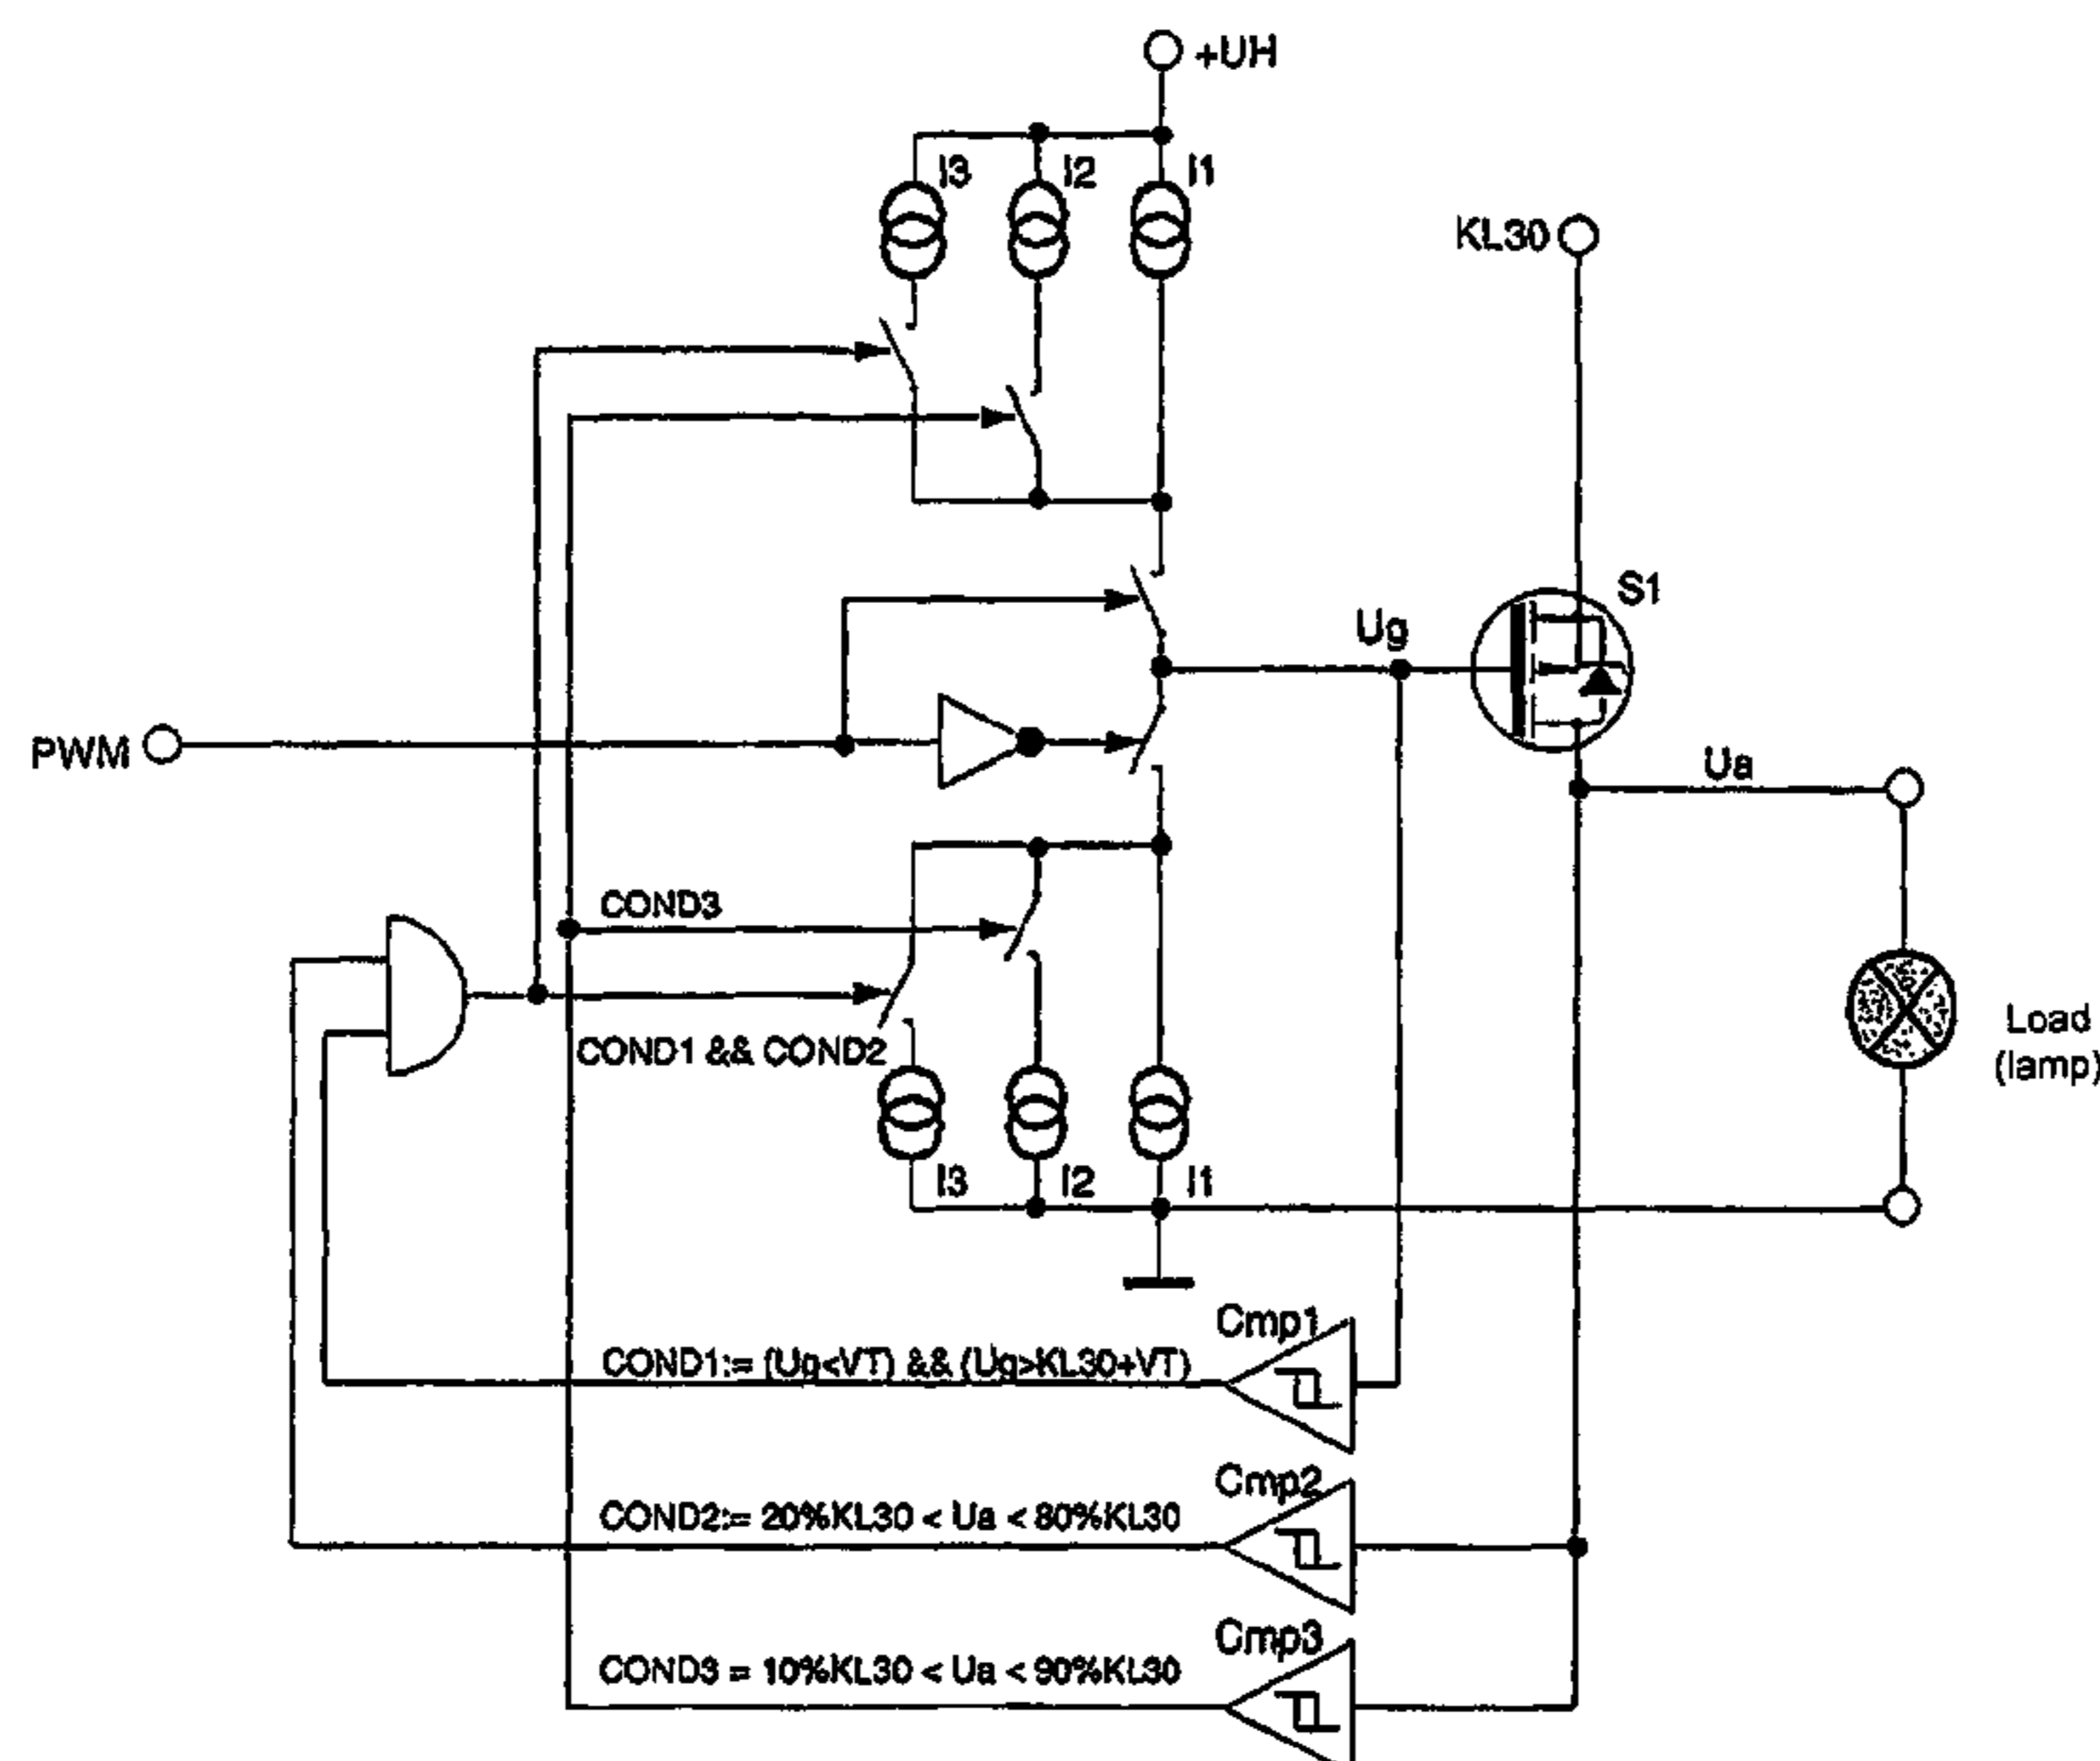 +UH
I3
I2
I1
KL30
S1
Ug
PWM
Ua
COND3
COND1 && COND2
Load
(lamp)
I3
I2
I1
Cmp1
COND1:= (Ug<VT) && (Ug>KL30+VT)
Cmp2
COND2:= 20%KL30 < Ua < 80%KL30
Cmp3
COND3 = 10%KL30 < Ua < 90%KL30